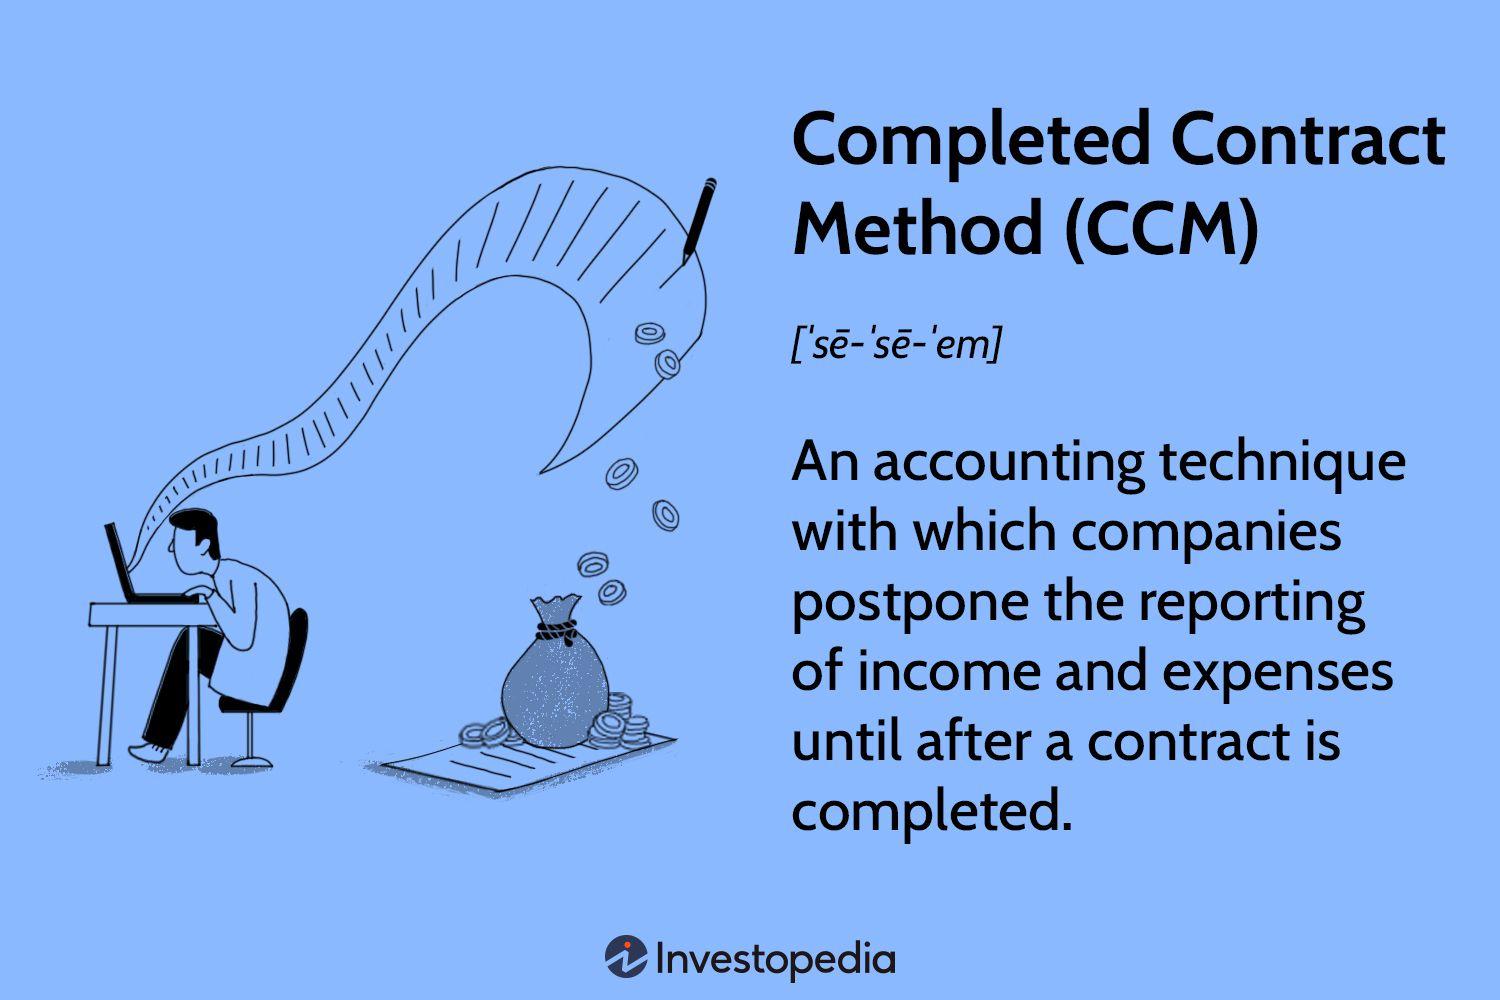 Completed Contract
Method (CCM)
[ˈsē-ˈsē-ˈem]
An accounting technique
with which companies
postpone the reporting
of income and expenses
until after a contract is
completed.
Investopedia